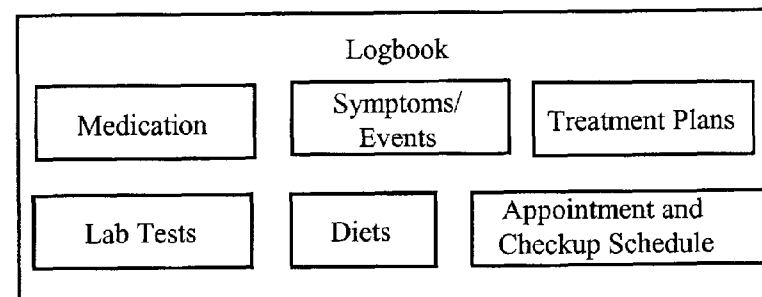 Logbook
Medication
Symptoms/
Events
Treatment Plans
Lab Tests
Diets
Appointment and
Checkup Schedule